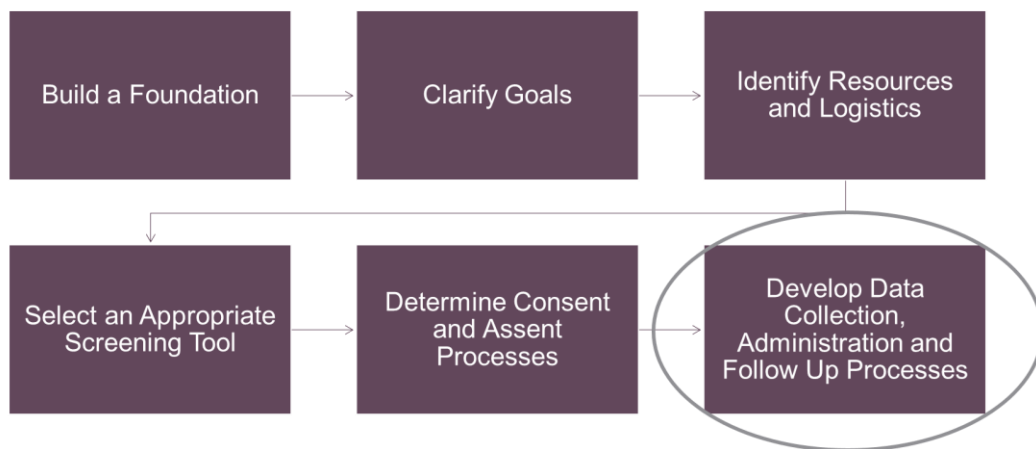 Build a Foundation
Clarify Goals
Identify Resources
and Logistics
Select an Appropriate
Screening Tool
Determine Consent
and Assent
Processes
Develop Data
Collection,
Administration and
Follow Up Processes